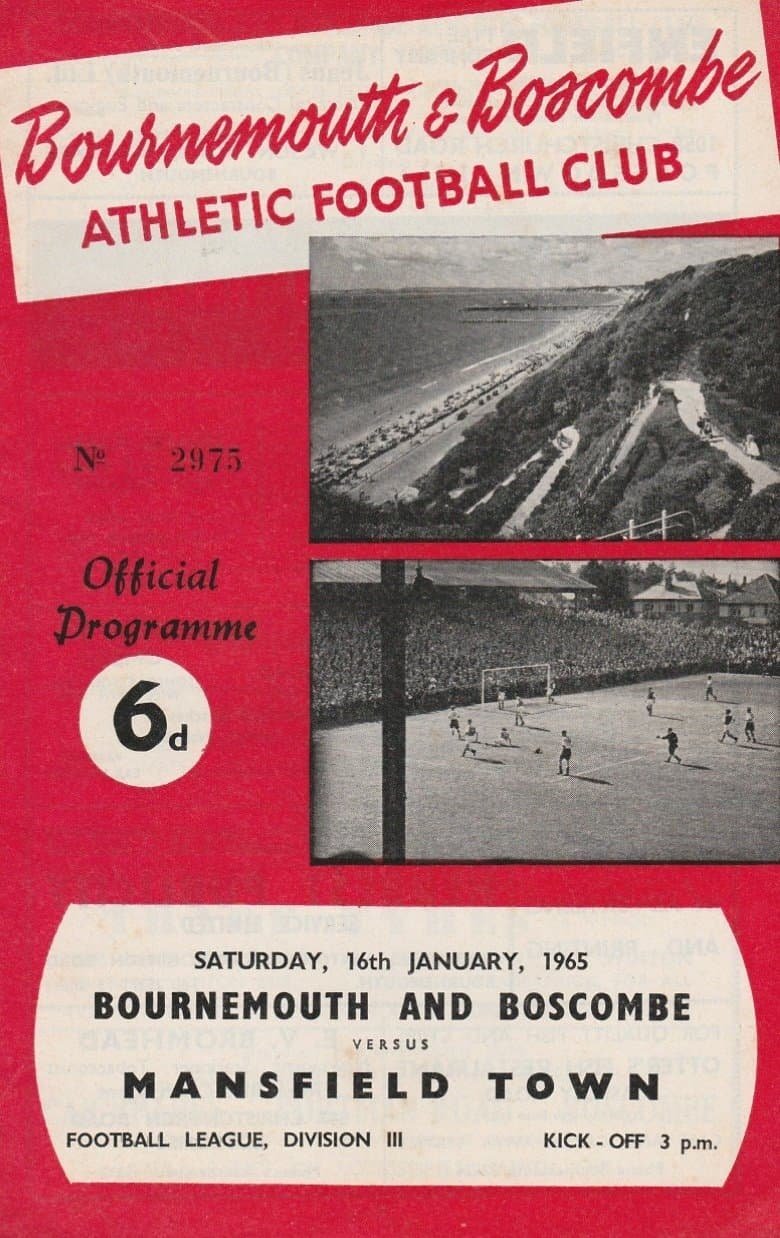 Bournemouth & Boscombe
ATHLETIC FOOTBALL CLUB
Nº 2975
Official
Programme
6d
SATURDAY, 16th JANUARY, 1965
BOURNEMOUTH AND BOSCOMBE
VERSUS
MANSFIELD TOWN
FOOTBALL LEAGUE, DIVISION III KICK-OFF 3 p.m.